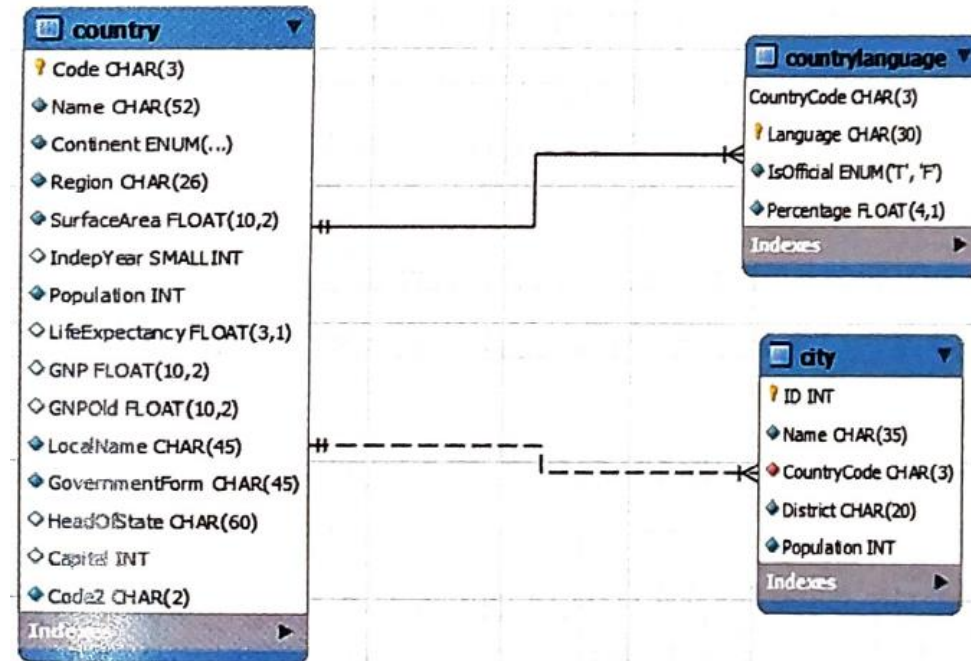 country
Code CHAR(3)
Name CHAR(52)
Continent ENUM(...)
Region CHAR(26)
SurfaceArea FLOAT(10,2)
IndepYear SMALLINT
Population INT
LifeExpectancy FLOAT(3,1)
GNP FLOAT(10,2)
GNPOld FLOAT(10,2)
LocalName CHAR(45)
GovernmentForm CHAR(45)
HeadOfState CHAR(60)
Capital INT
Code2 CHAR(2)
Indexes
countrylanguage
CountryCode CHAR(3)
Language CHAR(30)
IsOfficial ENUM('T', 'F')
Percentage FLOAT(4,1)
Indexes
city
ID INT
Name CHAR(35)
CountryCode CHAR(3)
District CHAR(20)
Population INT
Indexes